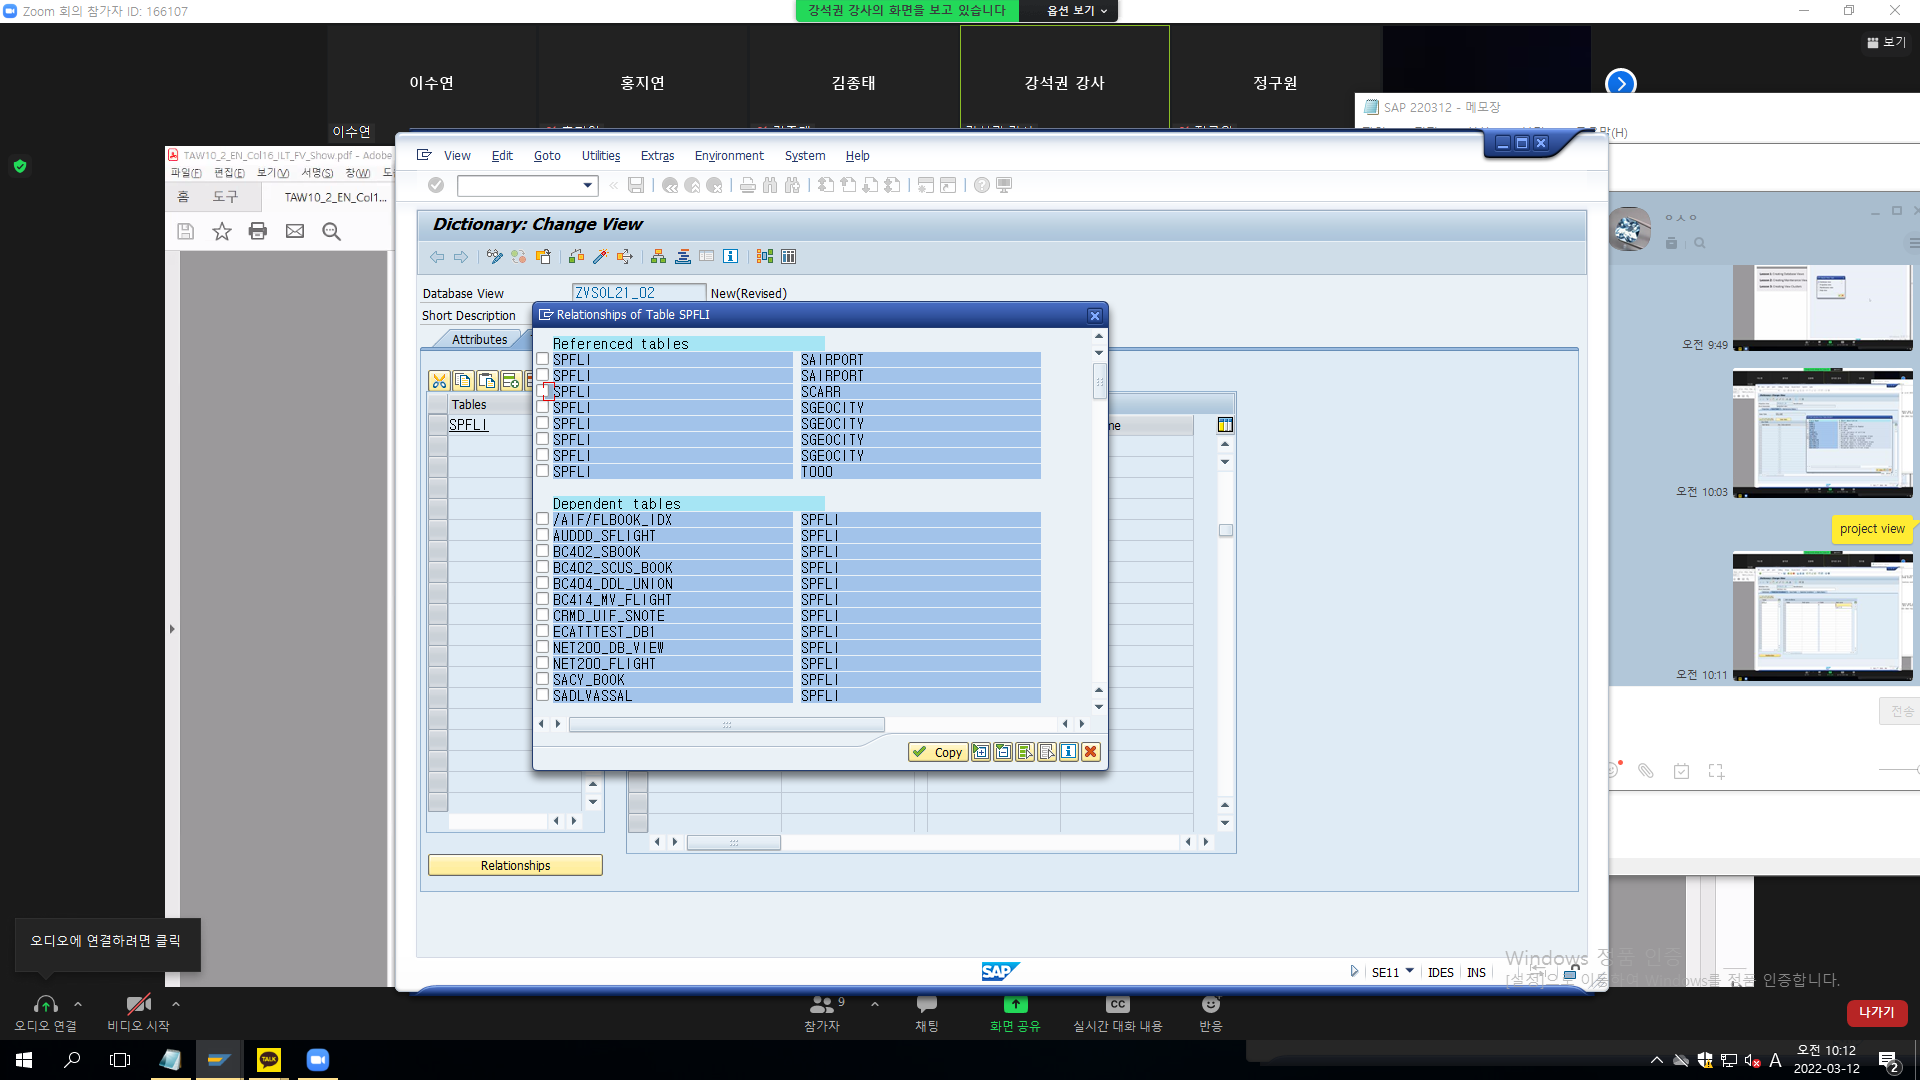 Zoom 회의 참가자 ID: 166107
강석권 강사의 화면을 보고 있습니다
옵션 보기
이수연
홍지연
김종태
강석권 강사
정구원
보기
이수연
SAP 220312 - 메모장
TAW10_2_EN_Col16_ILT_FV_Show.pdf - Adobe
파일(F) 편집(E) 보기(V) 서명(S) 창(W)
홈 도구 TAW10_2_EN_Col1...
View Edit Goto Utilities Extras Environment System Help
Dictionary: Change View
Database View ZVSOL21_02 New(Revised)
Short Description
Attributes
Tables
SPFLI
Relationships of Table SPFLI
Referenced tables
SPFLI SAIRPORT
SPFLI SAIRPORT
SPFLI SCARR
SPFLI SGEOCITY
SPFLI SGEOCITY
SPFLI SGEOCITY
SPFLI SGEOCITY
SPFLI T000
Dependent tables
/AIF/FLBOOK_IDX SPFLI
AUDDD_SFLIGHT SPFLI
BC402_SBOOK SPFLI
BC402_SCUS_BOOK SPFLI
BC404_DDL_UNION SPFLI
BC414_MV_FLIGHT SPFLI
CRMD_UIF_SNOTE SPFLI
ECATTTEST_DB1 SPFLI
NET200_DB_VIEW SPFLI
NET200_FLIGHT SPFLI
SACY_BOOK SPFLI
SADLVASSAL SPFLI
Copy
Relationships
SAP
SE11 IDES INS
ㅇㅅㅇ
오전 9:49
오전 10:03
project view
오전 10:11
전송
Windows 정품 인증
[설정]으로 이동하여 Windows를 정품 인증합니다.
오디오에 연결하려면 클릭
오디오 연결
비디오 시작
참가자 9
채팅
화면 공유
CC
실시간 대화 내용
반응
나가기
TALK
A
오전 10:12
2022-03-12
2